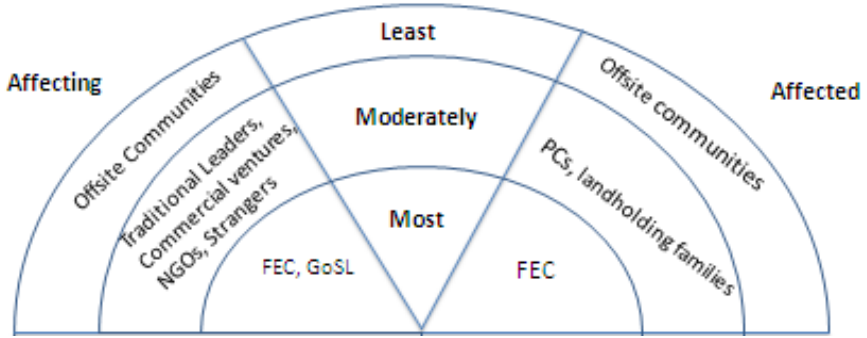 Least
Affecting
Offsite Communities
Offsite communities
Affected
Moderately
Traditional Leaders,
Commercial ventures,
NGOs, Strangers
PCs, landholding families
Most
FEC, GoSL
FEC